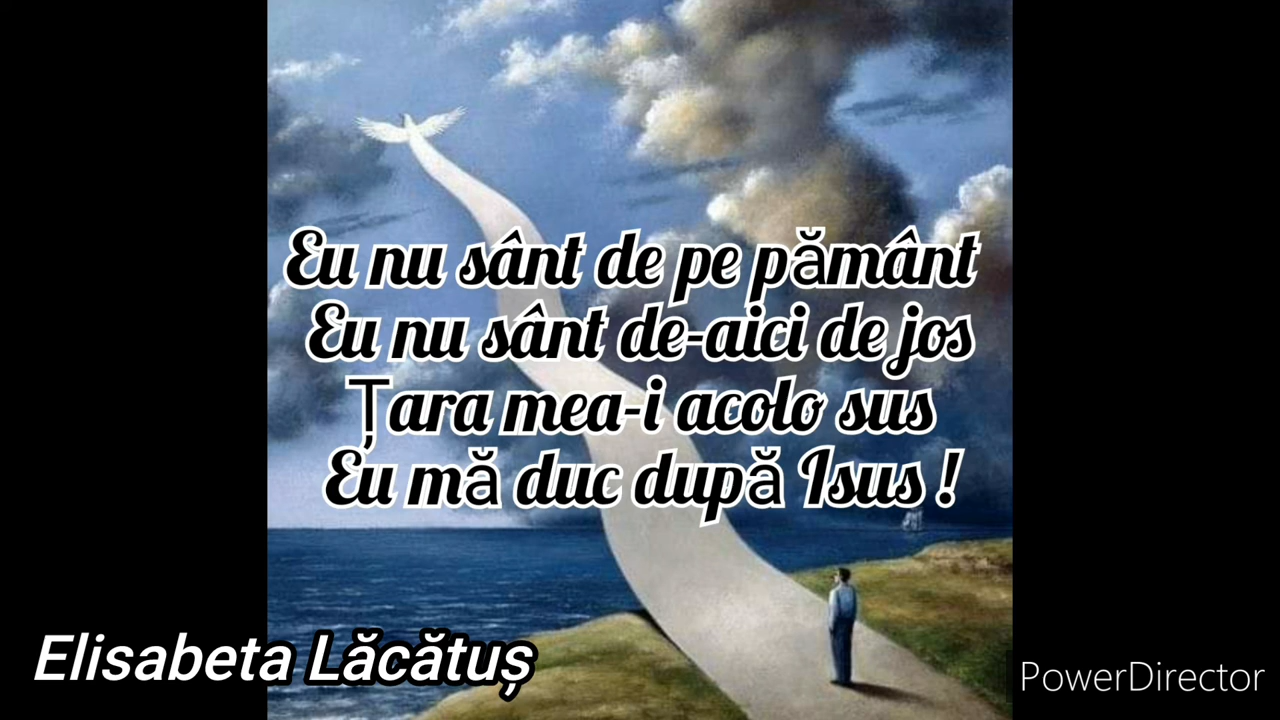 Eu nu sânt de pe pământ
Eu nu sânt de-aici de jos
Țara mea-i acolo sus
Eu mă duc după Isus !
Elisabeta Lăcătuș
PowerDirector